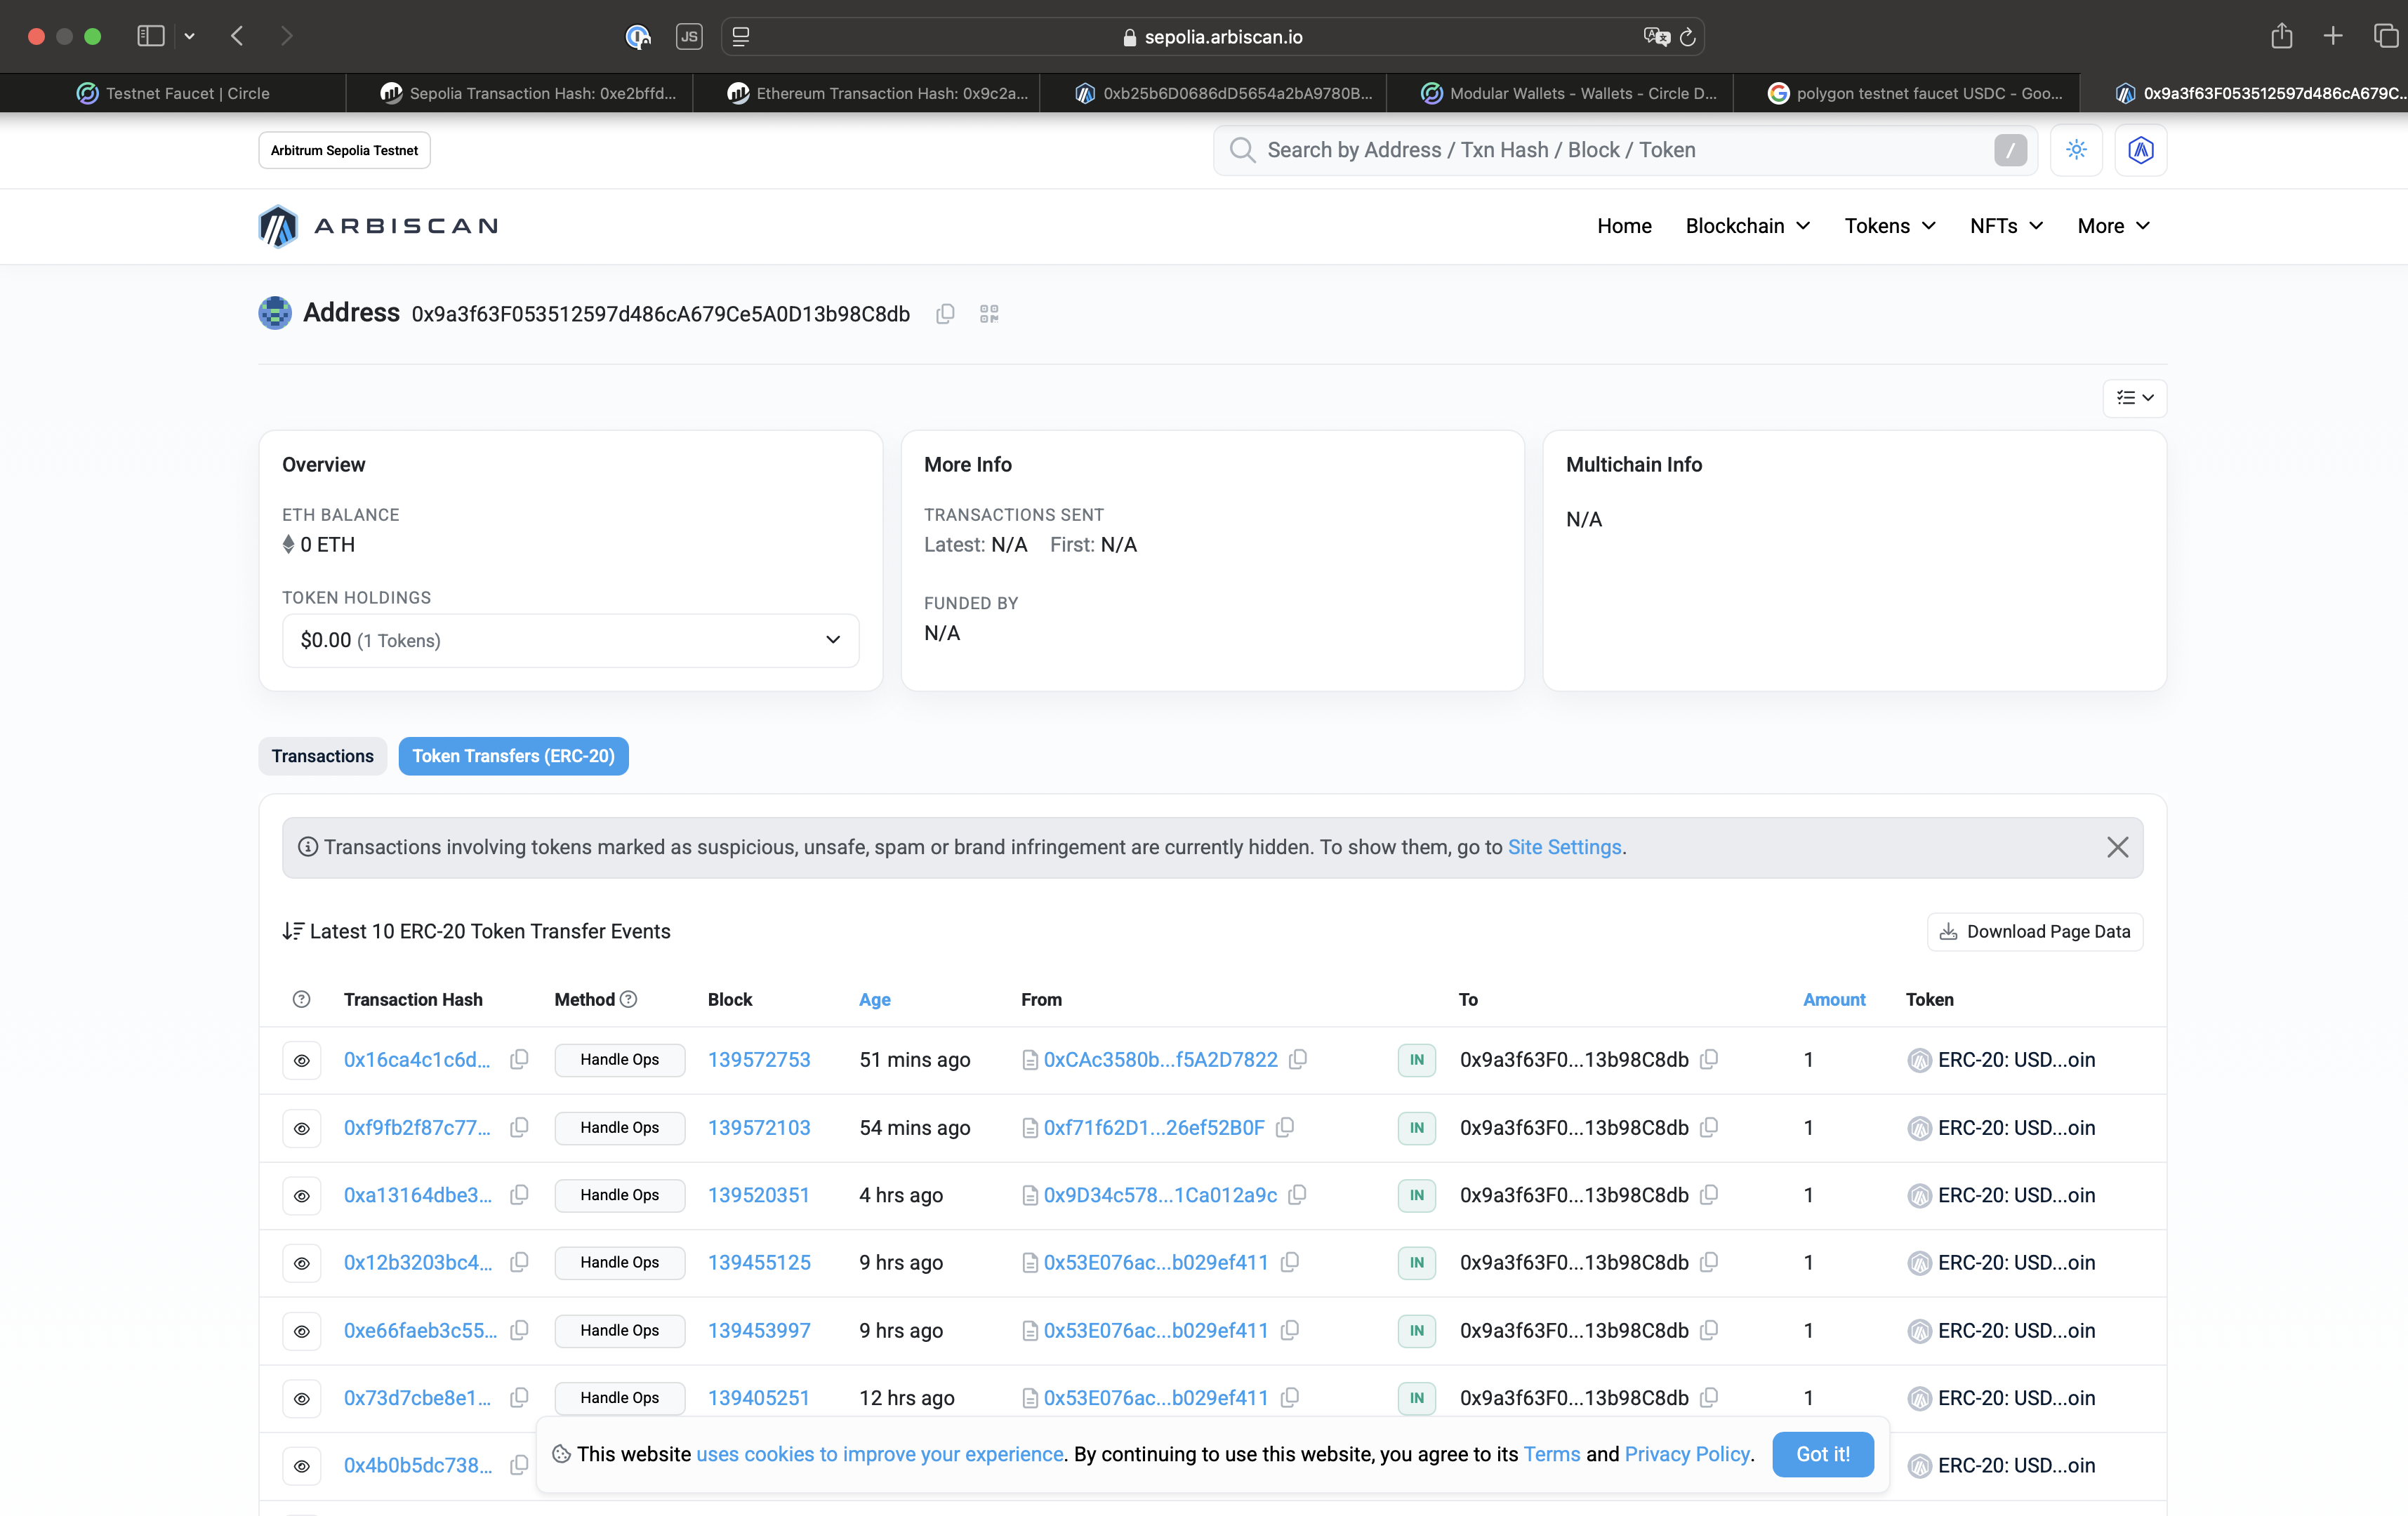 JS
sepolia.arbiscan.io
Testnet Faucet | Circle
Sepolia Transaction Hash: 0xe2bffd...
Ethereum Transaction Hash: 0x9c2a...
0xb25b6D0686dD5654a2bA9780B...
Modular Wallets - Wallets - Circle D...
polygon testnet faucet USDC - Goo...
0x9a3f63F053512597d486cA679C...
Arbitrum Sepolia Testnet
Search by Address / Txn Hash / Block / Token
/
ARBISCAN
Home
Blockchain
Tokens
NFTs
More
Address 0x9a3f63F053512597d486cA679Ce5A0D13b98C8db
Overview
ETH BALANCE
0 ETH
TOKEN HOLDINGS
$0.00 (1 Tokens)
More Info
TRANSACTIONS SENT
Latest: N/A First: N/A
FUNDED BY
N/A
Multichain Info
N/A
Transactions
Token Transfers (ERC-20)
Transactions involving tokens marked as suspicious, unsafe, spam or brand infringement are currently hidden. To show them, go to Site Settings.
Latest 10 ERC-20 Token Transfer Events
Download Page Data
Transaction Hash Method Block Age From To Amount Token
0x16ca4c1c6d... Handle Ops 139572753 51 mins ago 0xCAc3580b...f5A2D7822 IN 0x9a3f63F0...13b98C8db 1 ERC-20: USD...oin
0xf9fb2f87c77... Handle Ops 139572103 54 mins ago 0xf71f62D1...26ef52B0F IN 0x9a3f63F0...13b98C8db 1 ERC-20: USD...oin
0xa13164dbe3... Handle Ops 139520351 4 hrs ago 0x9D34c578...1Ca012a9c IN 0x9a3f63F0...13b98C8db 1 ERC-20: USD...oin
0x12b3203bc4... Handle Ops 139455125 9 hrs ago 0x53E076ac...b029ef411 IN 0x9a3f63F0...13b98C8db 1 ERC-20: USD...oin
0xe66faeb3c55... Handle Ops 139453997 9 hrs ago 0x53E076ac...b029ef411 IN 0x9a3f63F0...13b98C8db 1 ERC-20: USD...oin
0x73d7cbe8e1... Handle Ops 139405251 12 hrs ago 0x53E076ac...b029ef411 IN 0x9a3f63F0...13b98C8db 1 ERC-20: USD...oin
0x4b0b5dc738... ERC-20: USD...oin
This website uses cookies to improve your experience. By continuing to use this website, you agree to its Terms and Privacy Policy.
Got it!